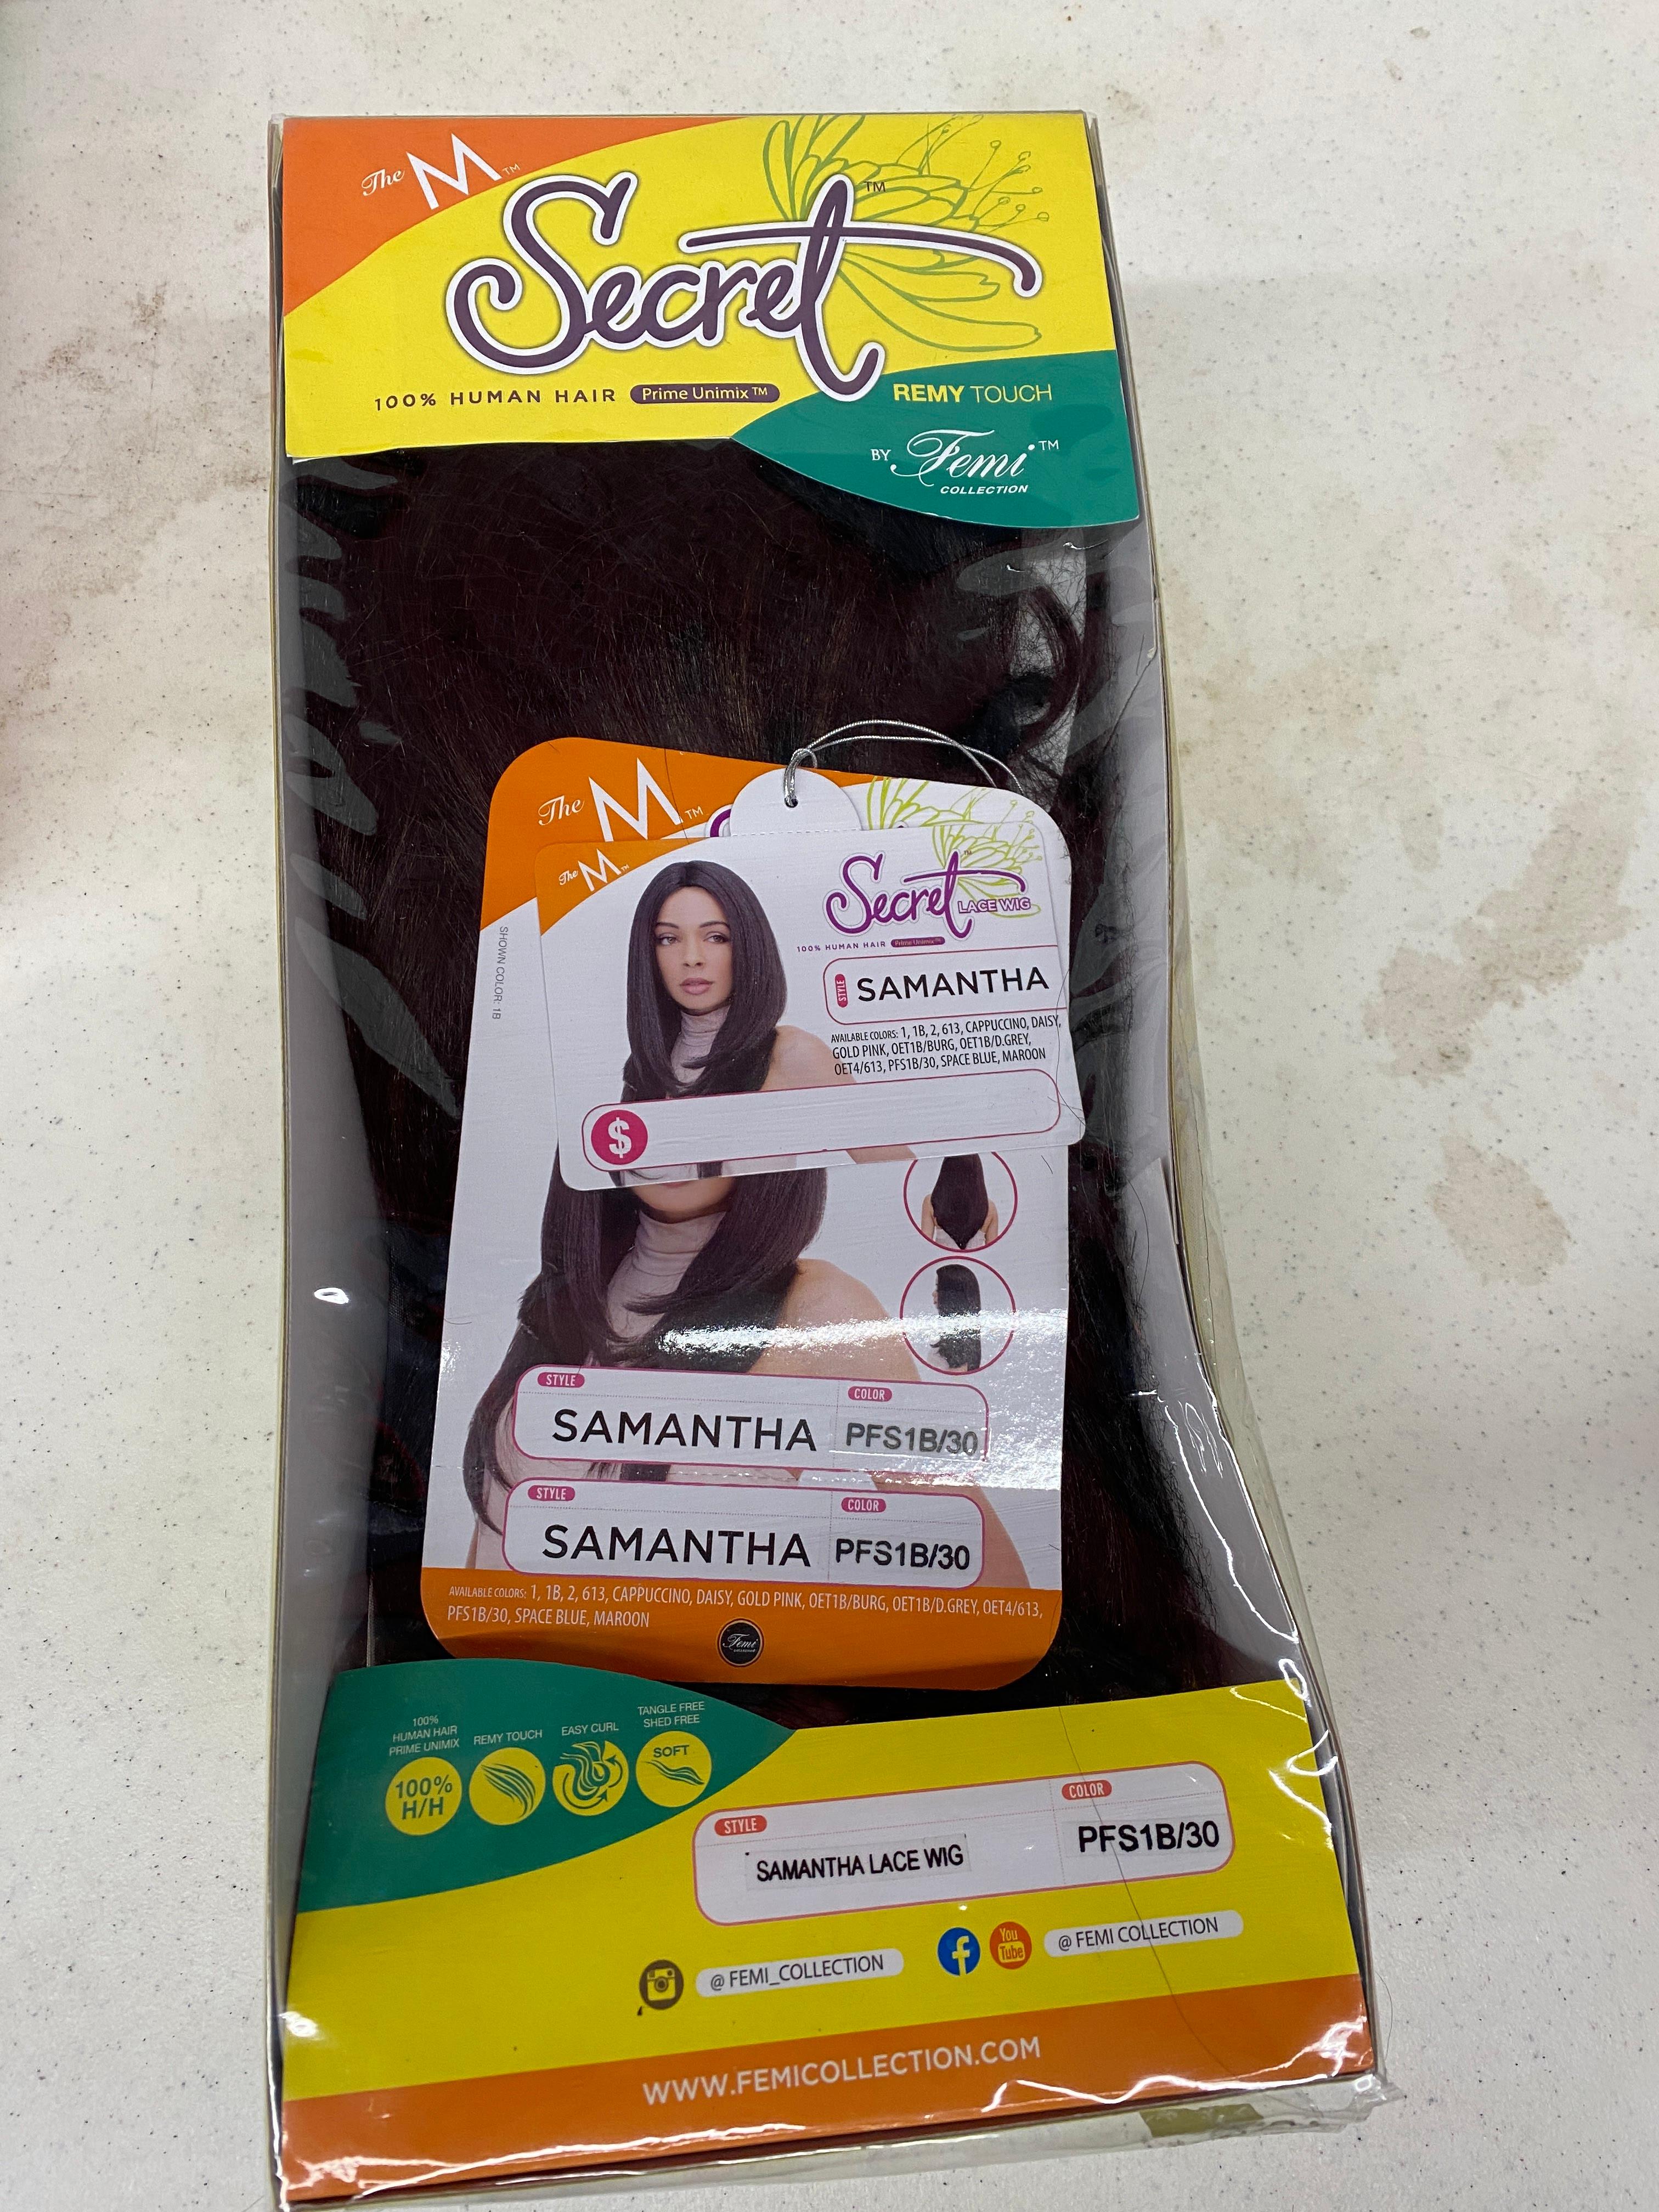 The M™
Secret™
100% HUMAN HAIR Prime Unimix™
REMY TOUCH
BY Femi™
COLLECTION
The M™
The M™
Secret™
LACE WIG
100% HUMAN HAIR Prime Unimix™
STYLE SAMANTHA
AVAILABLE COLORS: 1, 1B, 2, 613, CAPPUCCINO, DAISY,
GOLD PINK, OET1B/BURG, OET1B/D.GREY,
OET4/613, PFS1B/30, SPACE BLUE, MAROON
$
SHOWN COLOR: 1B
STYLE COLOR
SAMANTHA PFS1B/30
STYLE COLOR
SAMANTHA PFS1B/30
AVAILABLE COLORS: 1, 1B, 2, 613, CAPPUCCINO, DAISY, GOLD PINK, OET1B/BURG, OET1B/D.GREY, OET4/613,
PFS1B/30, SPACE BLUE, MAROON
Femi
100%
HUMAN HAIR
PRIME UNIMIX
100%
H/H
REMY TOUCH
EASY CURL
TANGLE FREE
SHED FREE
SOFT
STYLE COLOR
SAMANTHA LACE WIG PFS1B/30
@ FEMI_COLLECTION
f You
Tube
@ FEMI COLLECTION
WWW.FEMICOLLECTION.COM